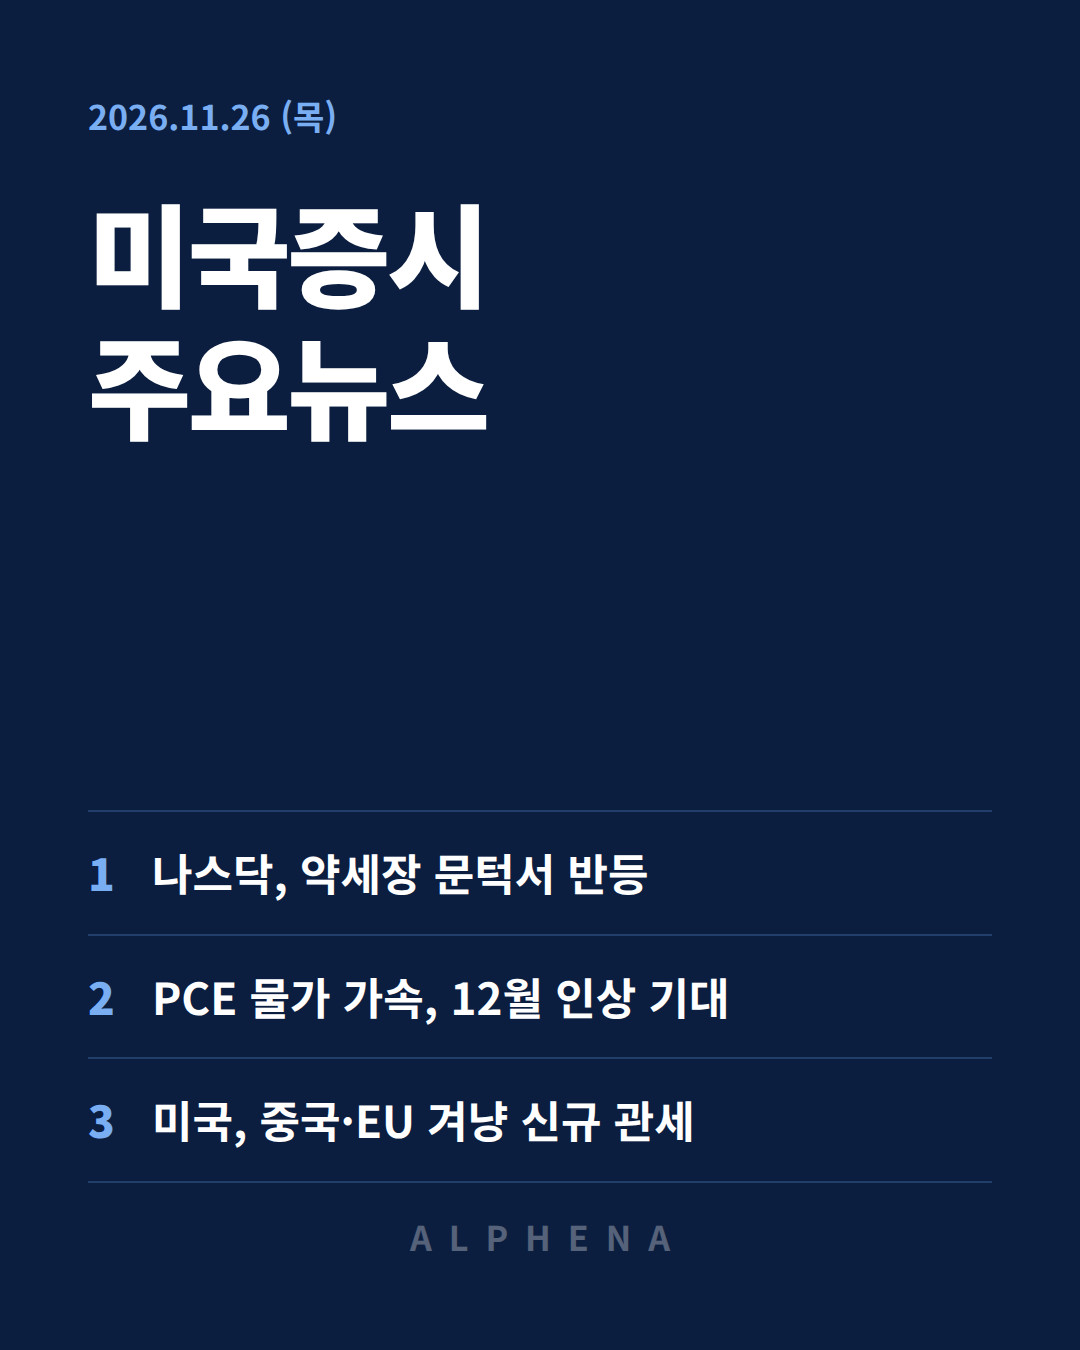 2026.11.26 (목)
미국증시
주요뉴스
1 나스닥, 약세장 문턱서 반등
2 PCE 물가 가속, 12월 인상 기대
3 미국, 중국·EU 겨냥 신규 관세
ALPHENA